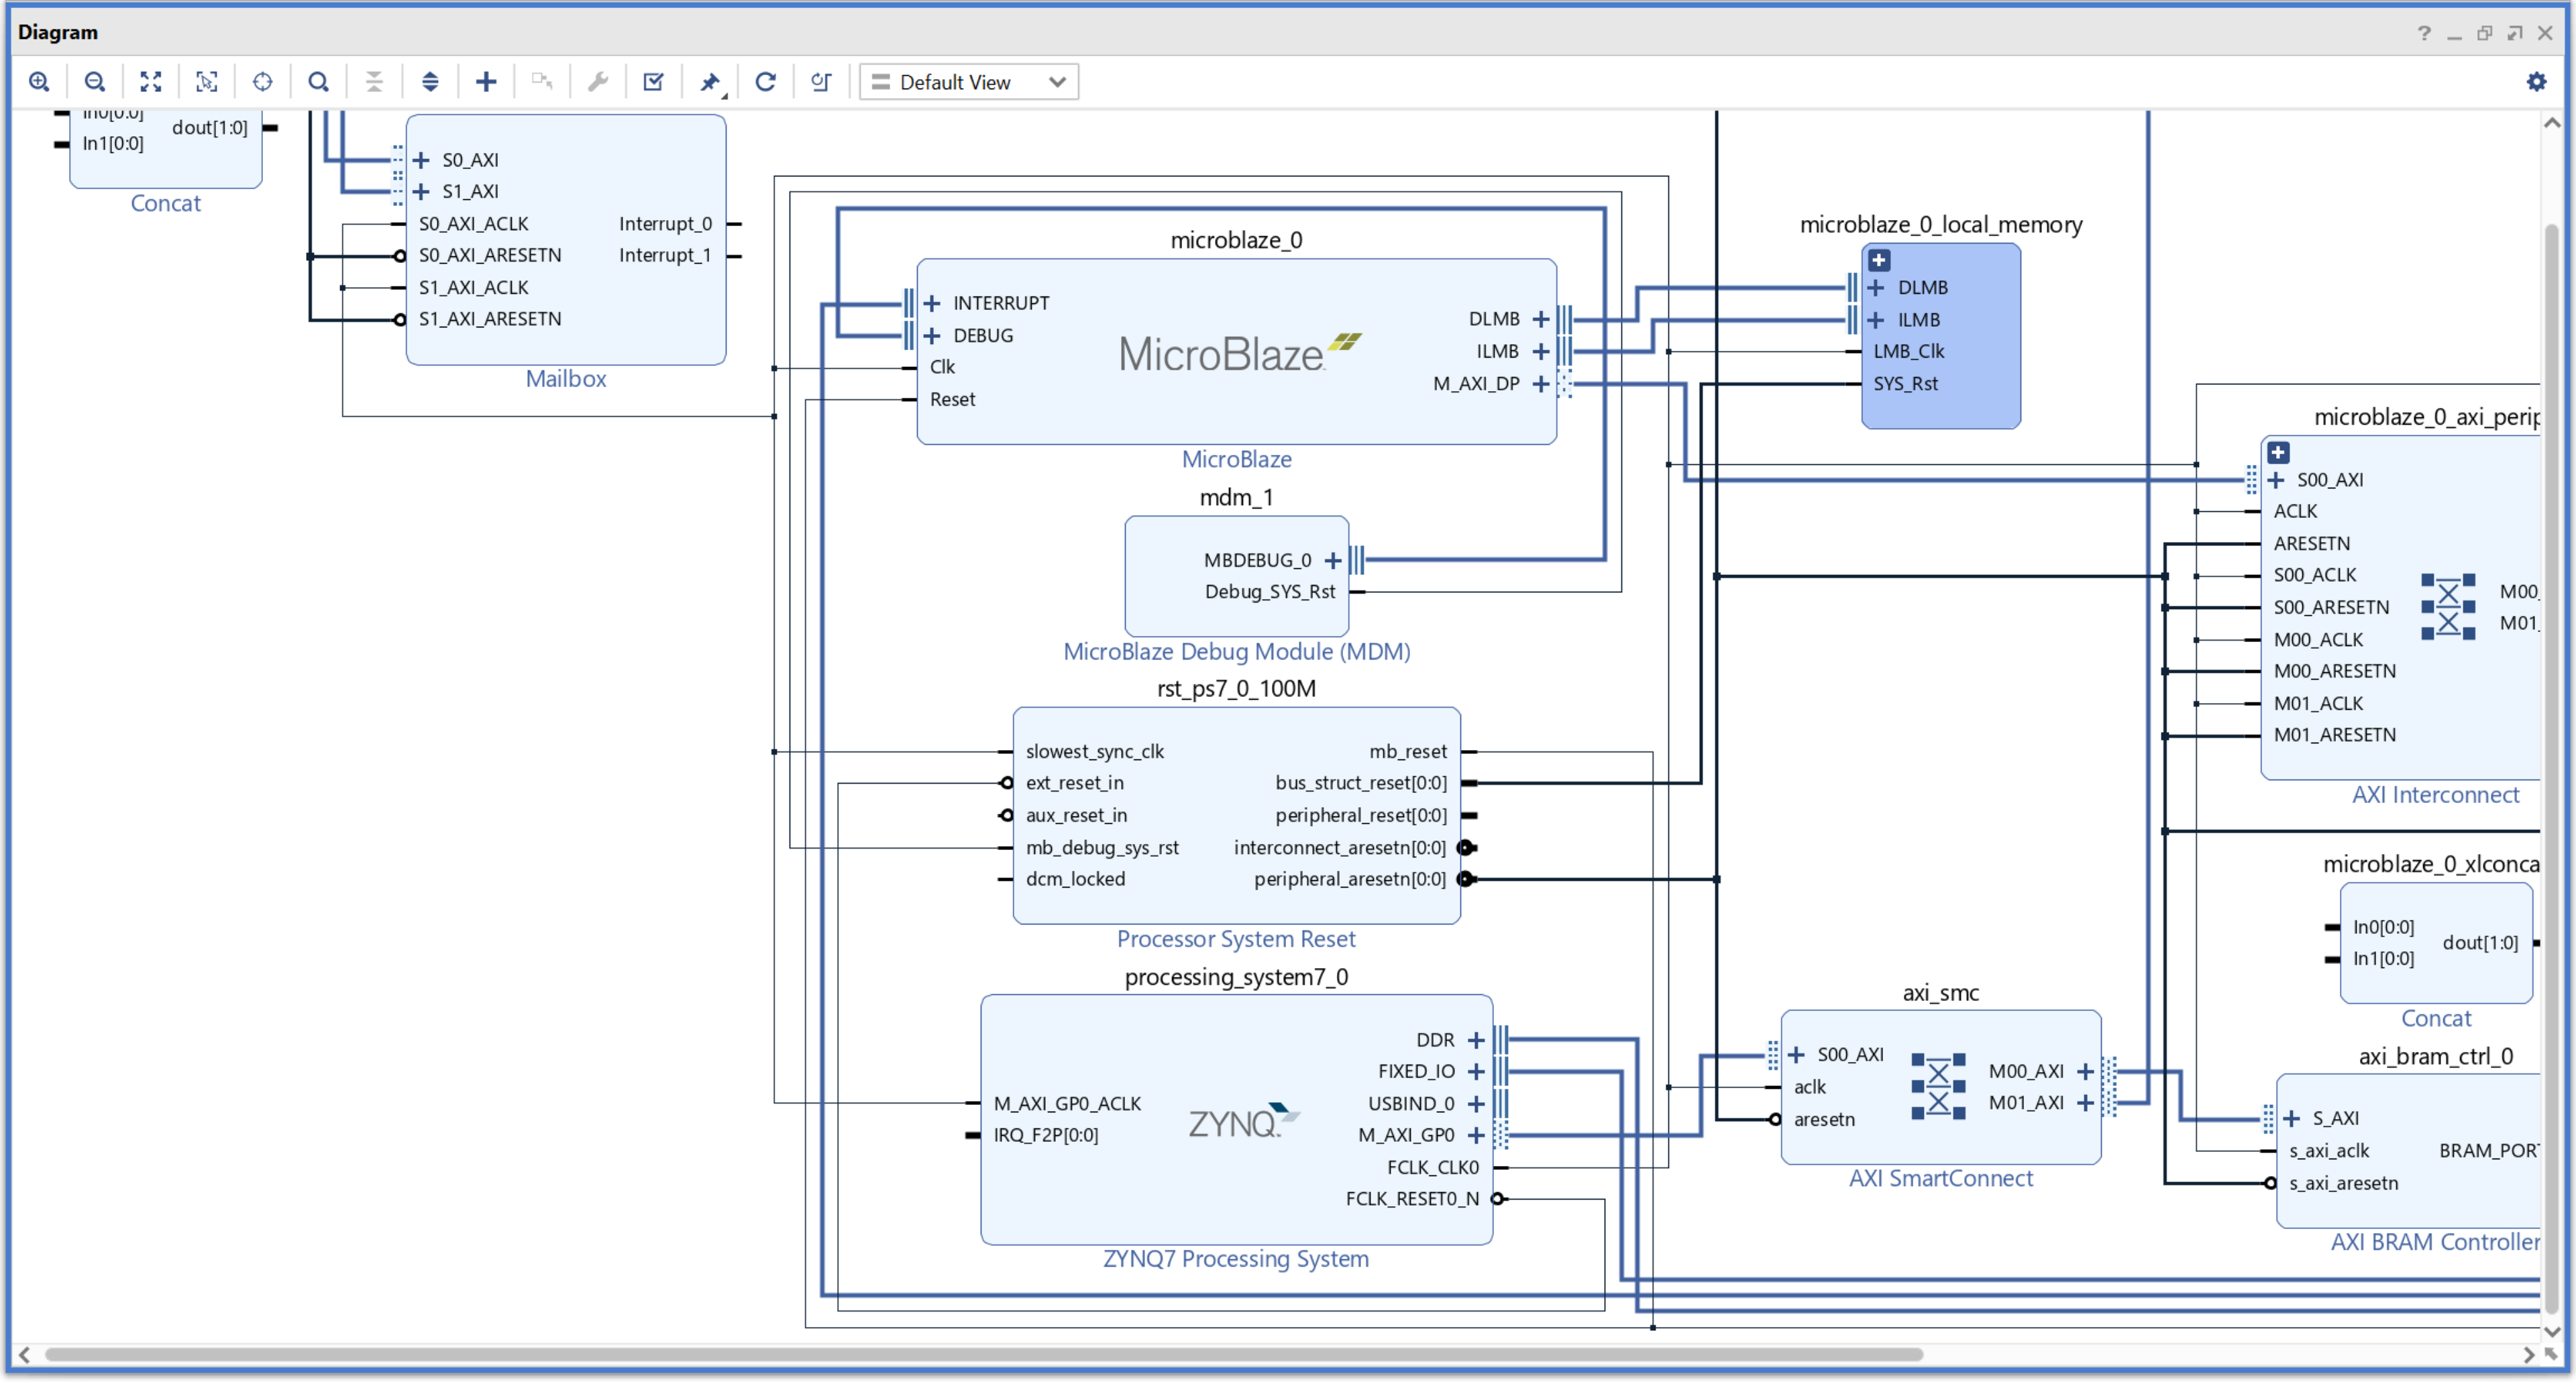 Diagram
Default View
In0[0:0]
In1[0:0]
dout[1:0]
Concat
S0_AXI
S1_AXI
S0_AXI_ACLK
S0_AXI_ARESETN
S1_AXI_ACLK
S1_AXI_ARESETN
Interrupt_0
Interrupt_1
Mailbox
microblaze_0
INTERRUPT
DEBUG
Clk
Reset
MicroBlaze
DLMB
ILMB
M_AXI_DP
MicroBlaze
microblaze_0_local_memory
DLMB
ILMB
LMB_Clk
SYS_Rst
mdm_1
MBDEBUG_0
Debug_SYS_Rst
MicroBlaze Debug Module (MDM)
microblaze_0_axi_perip
S00_AXI
ACLK
ARESETN
S00_ACLK
S00_ARESETN
M00_ACLK
M00_ARESETN
M01_ACLK
M01_ARESETN
M00_
M01_
AXI Interconnect
rst_ps7_0_100M
slowest_sync_clk
ext_reset_in
aux_reset_in
mb_debug_sys_rst
dcm_locked
mb_reset
bus_struct_reset[0:0]
peripheral_reset[0:0]
interconnect_aresetn[0:0]
peripheral_aresetn[0:0]
Processor System Reset
microblaze_0_xlconca
In0[0:0]
In1[0:0]
dout[1:0]
Concat
processing_system7_0
M_AXI_GP0_ACLK
IRQ_F2P[0:0]
ZYNQ
DDR
FIXED_IO
USBIND_0
M_AXI_GP0
FCLK_CLK0
FCLK_RESET0_N
ZYNQ7 Processing System
axi_smc
S00_AXI
aclk
aresetn
M00_AXI
M01_AXI
AXI SmartConnect
axi_bram_ctrl_0
S_AXI
s_axi_aclk
s_axi_aresetn
BRAM_POR
AXI BRAM Controller